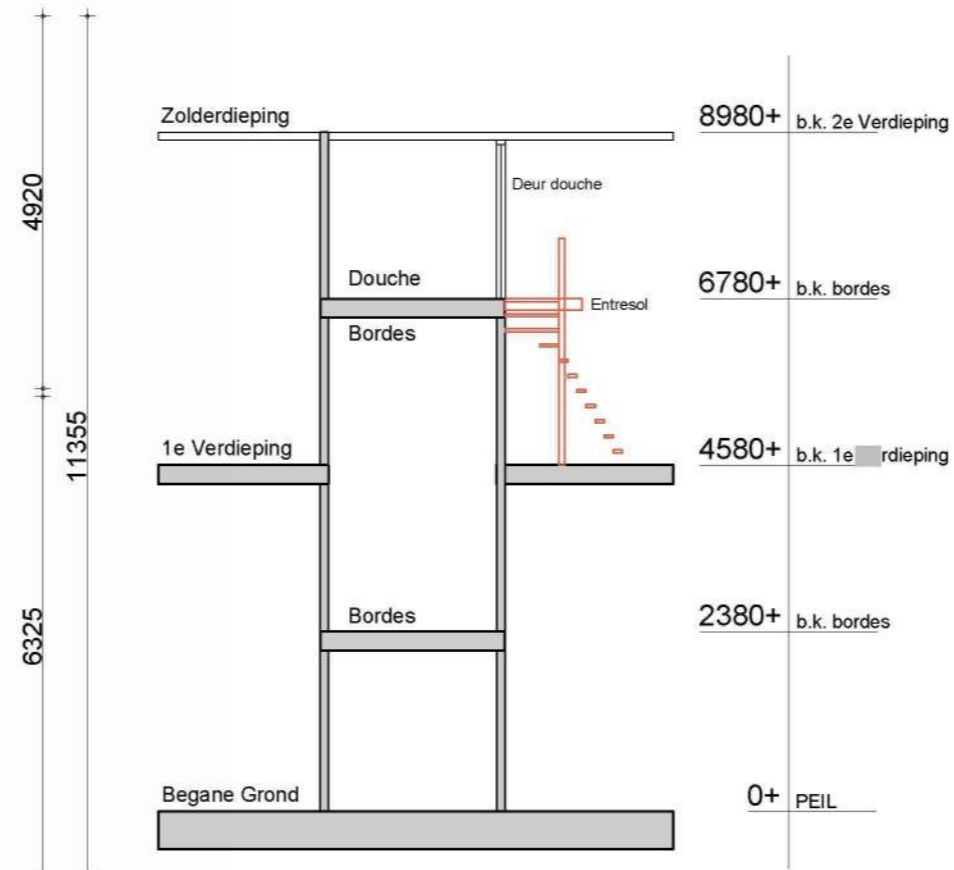 Zolderdieping
8980+ b.k. 2e Verdieping
Deur douche
4920
Douche
6780+ b.k. bordes
Entresol
Bordes
11355
1e Verdieping
4580+ b.k. 1e rdieping
6325
Bordes
2380+ b.k. bordes
Begane Grond
0+ PEIL